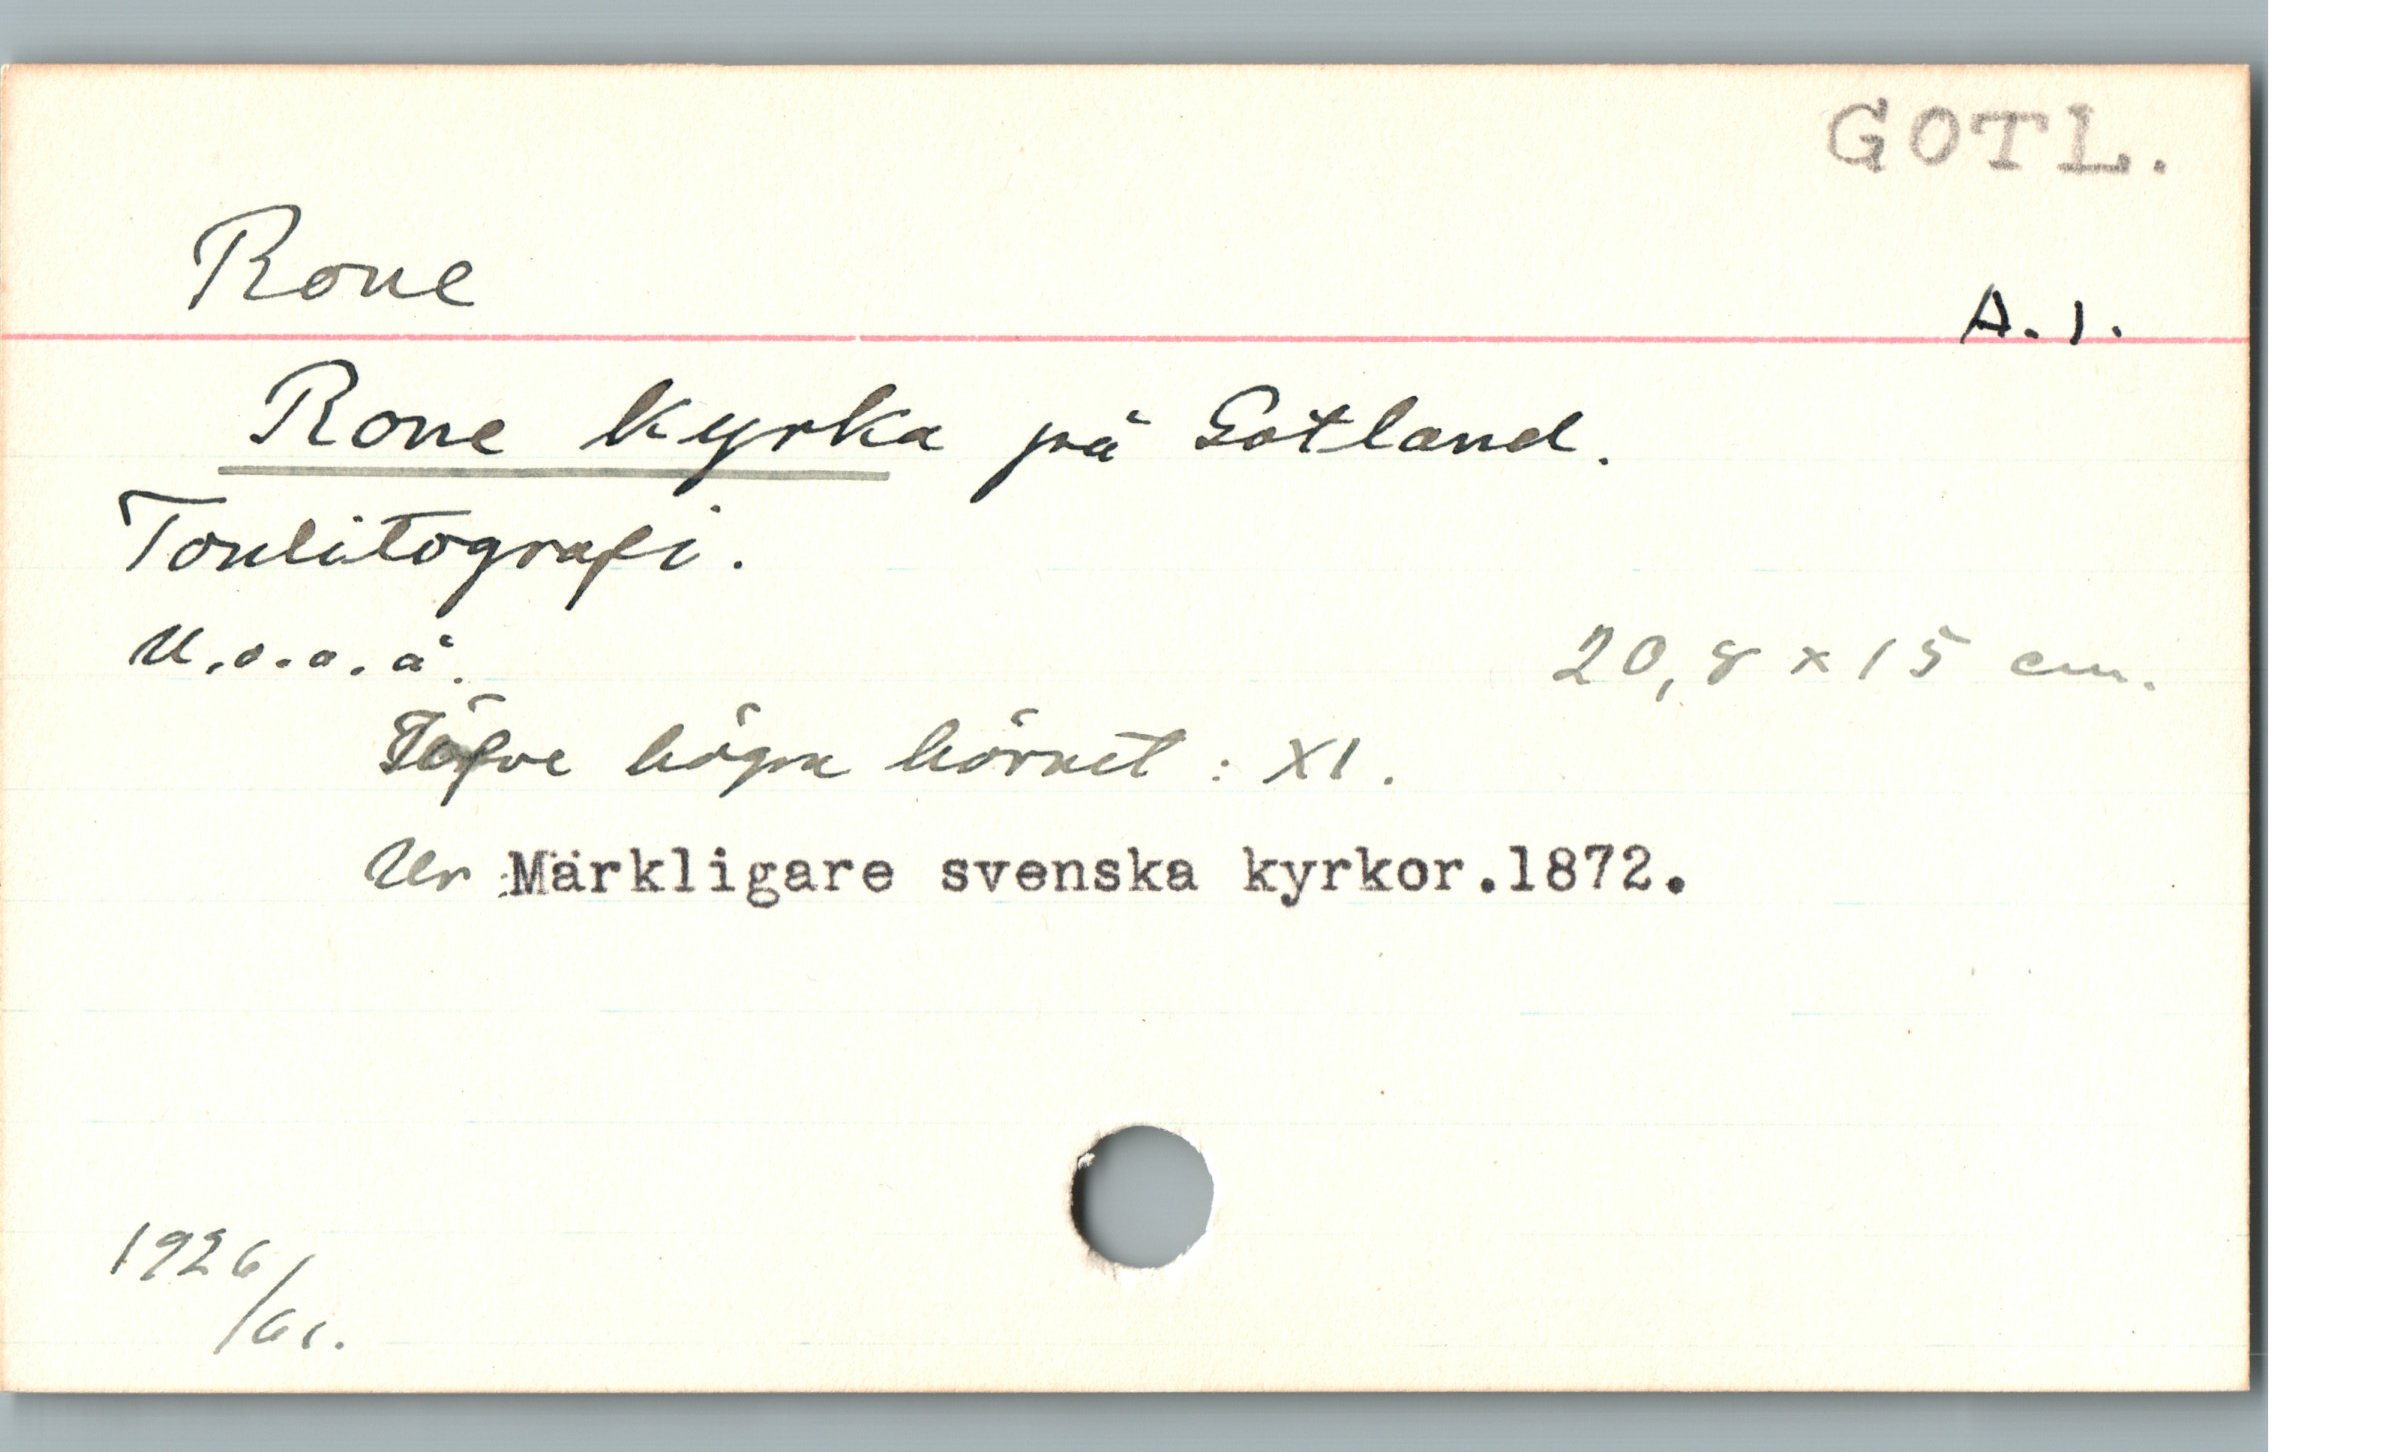 GOTL.
Rone
A. 1.
Rone kyrka på Gotland.
Tonlitografi.
U.o.o.å.
20,8 x 15 cm.
högra hörnet: XI.
Ur Märkligare svenska kyrkor.1872.
1926/61.